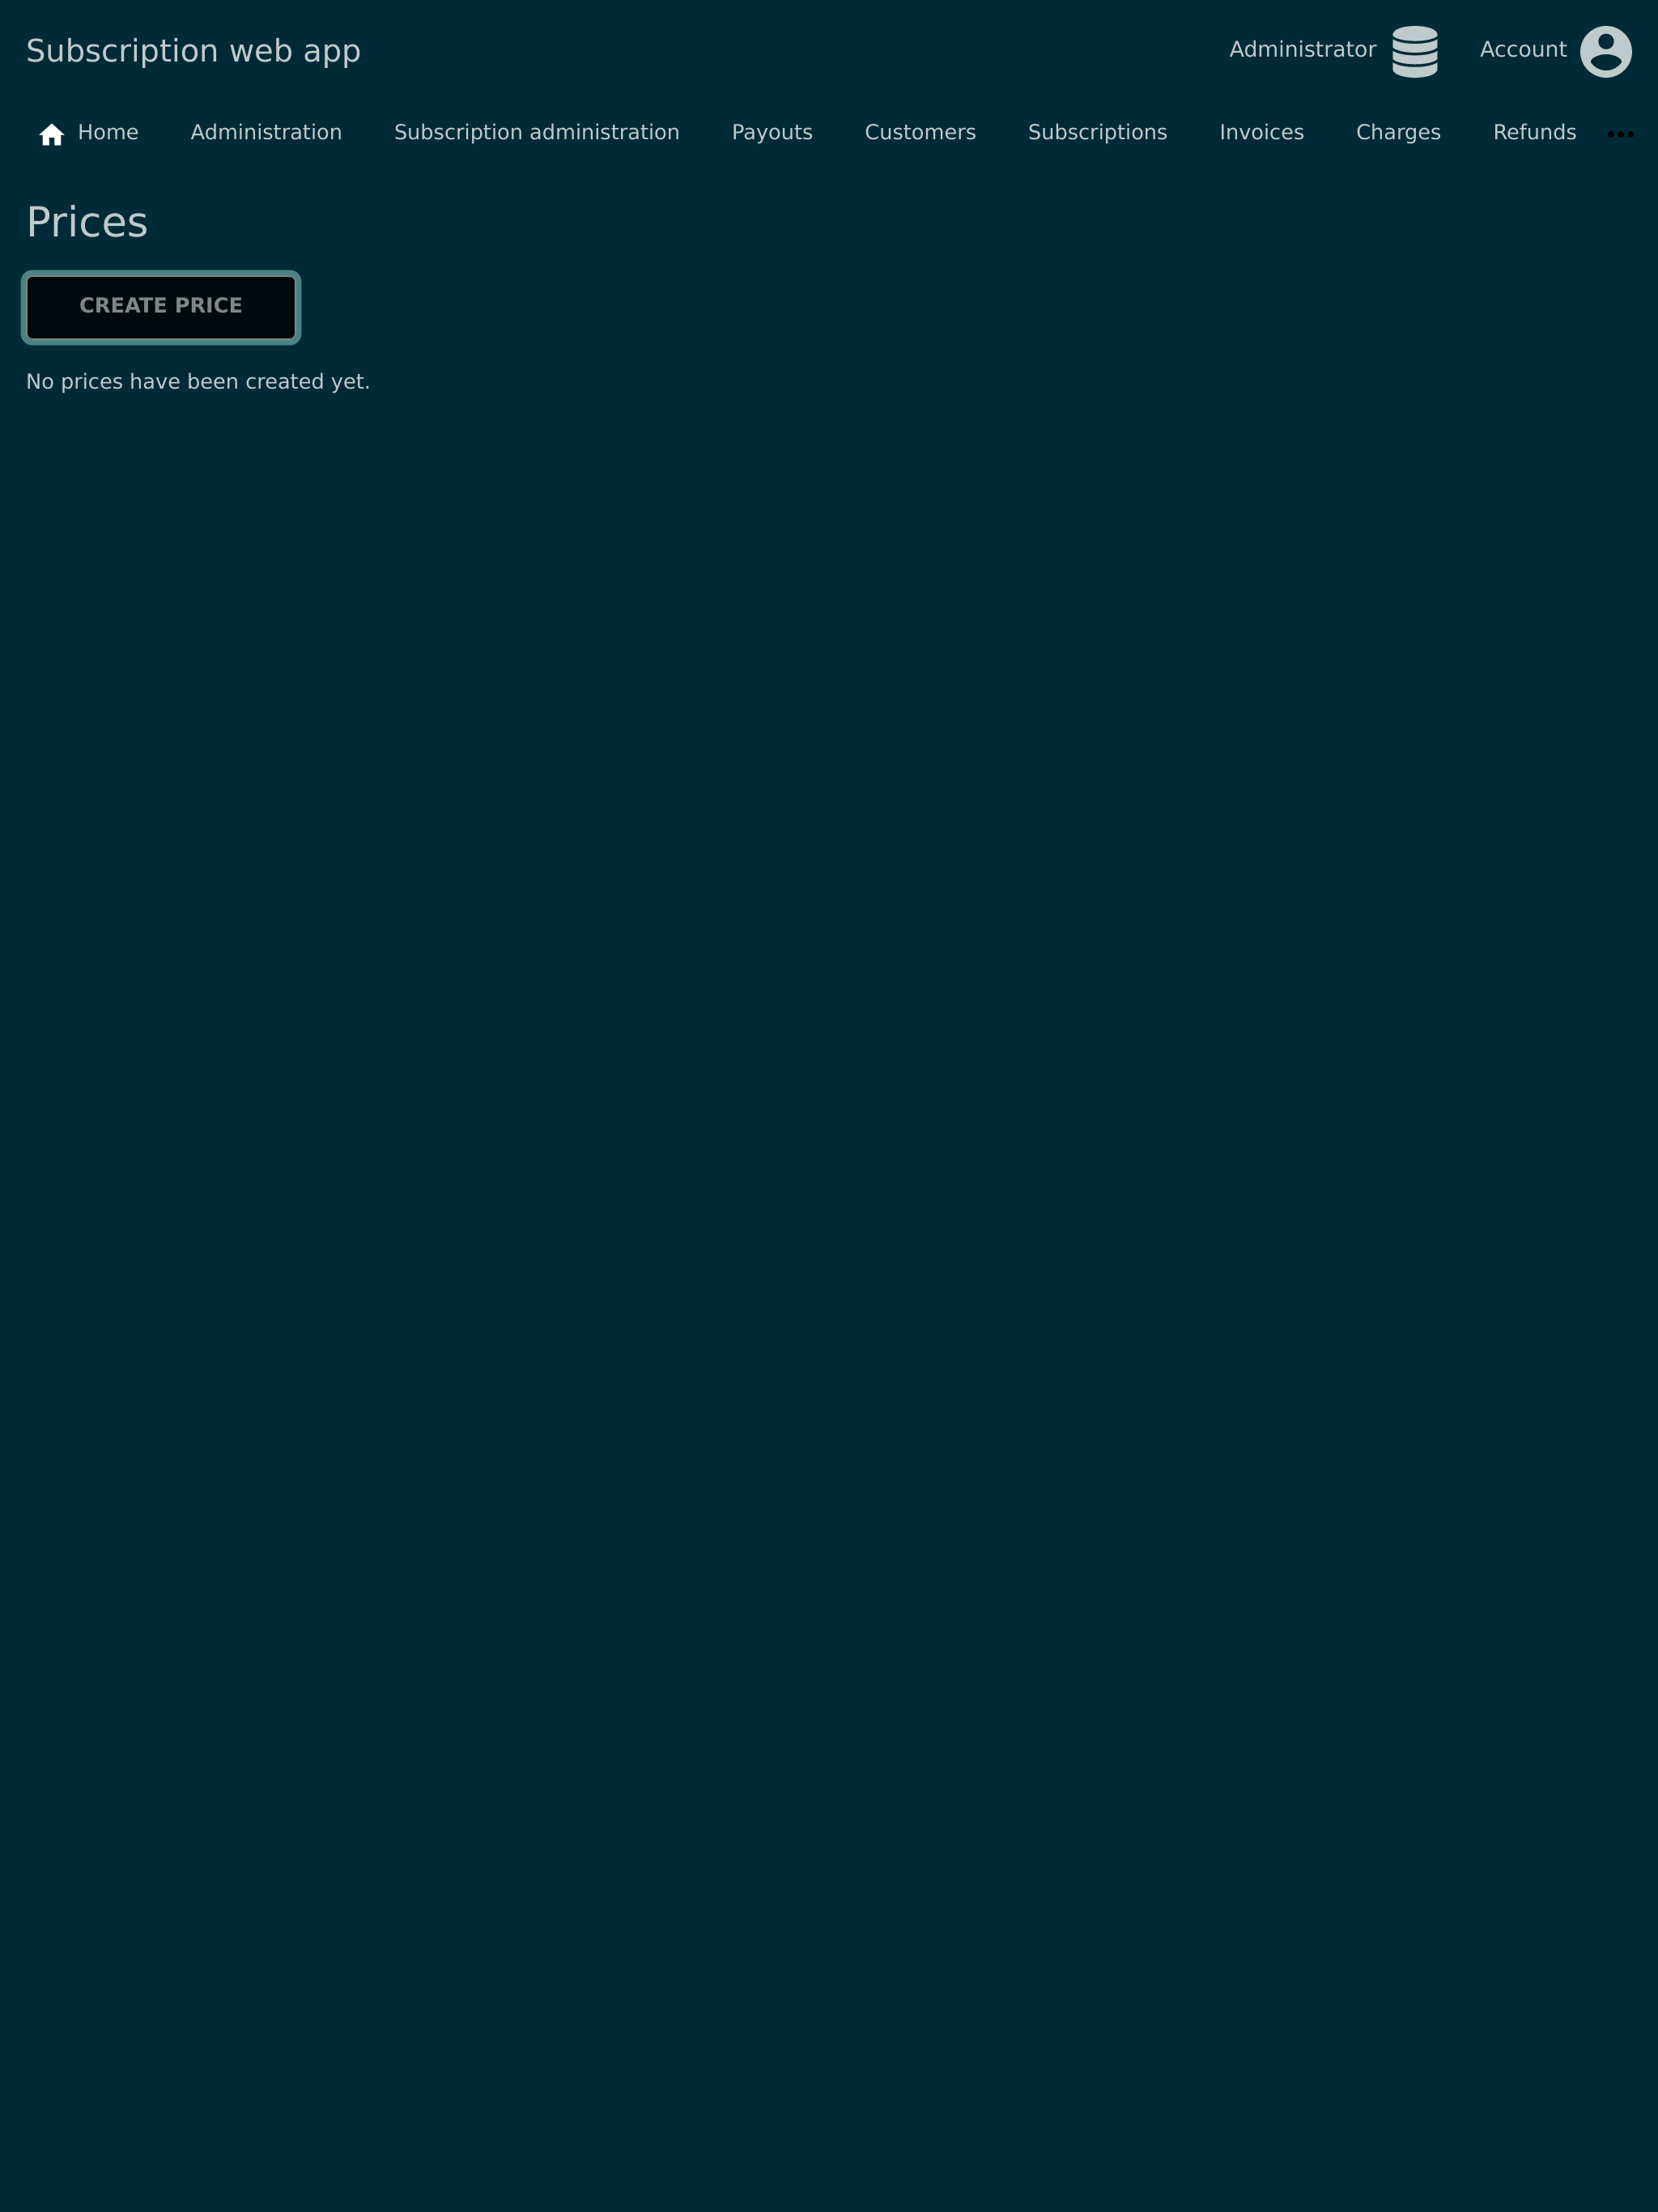 Subscription web app
Administrator Account
Home Administration Subscription administration Payouts Customers Subscriptions Invoices Charges Refunds
Prices
CREATE PRICE
No prices have been created yet.